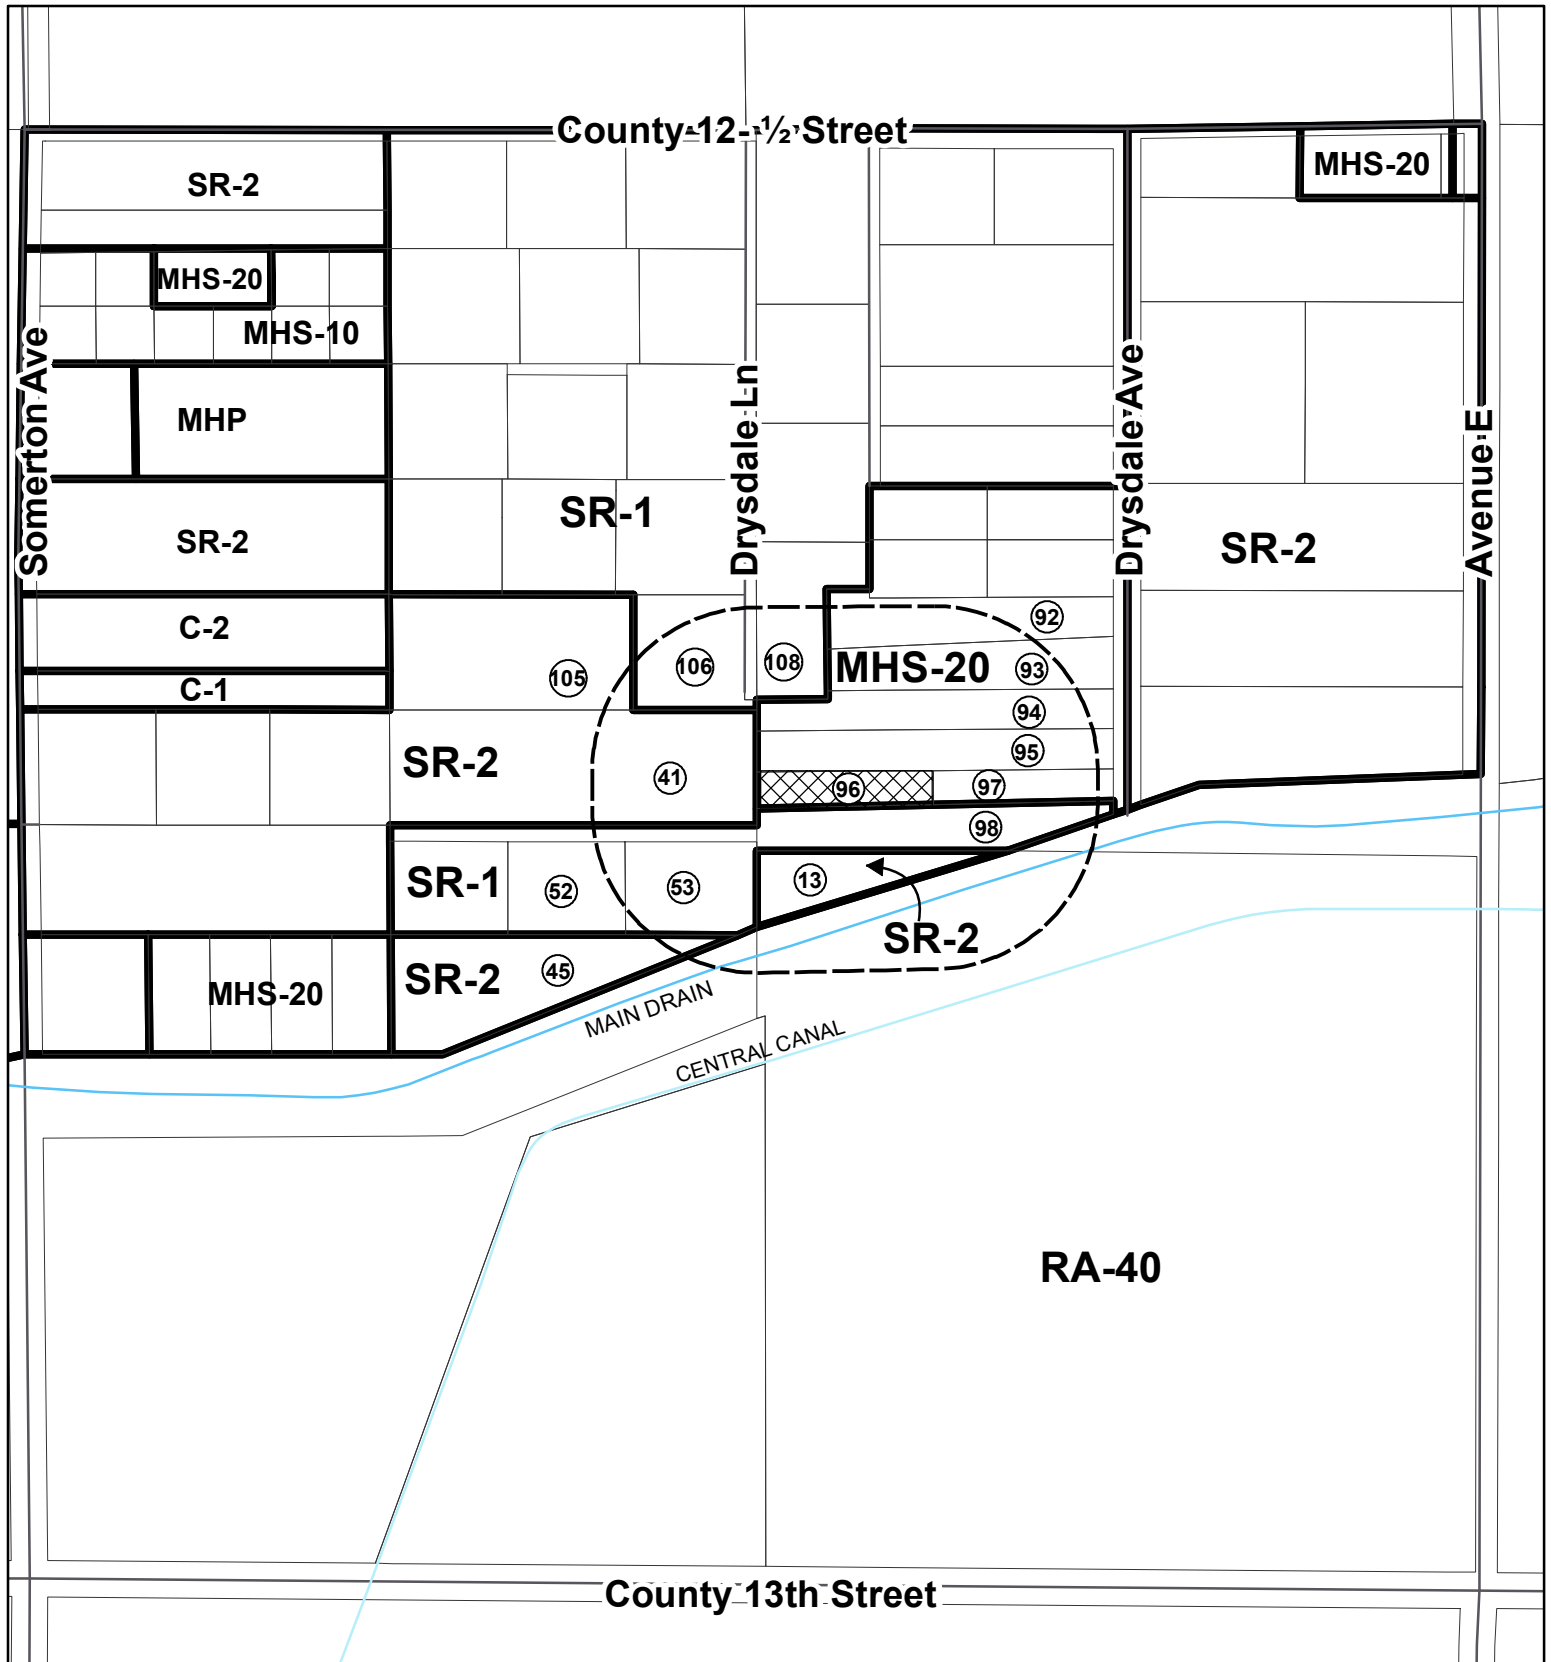 County 12- ½ Street
SR-2
MHS-20
MHS-20
MHS-10
Somerton Ave
MHP
Drysdale Ln
Drysdale Ave
Avenue E
SR-1
SR-2
SR-2
C-2
92
106
108
MHS-20
93
105
C-1
94
SR-2
95
41
96
97
98
SR-1
52
53
13
SR-2
SR-2
45
MHS-20
MAIN DRAIN
CENTRAL CANAL
RA-40
County 13th Street